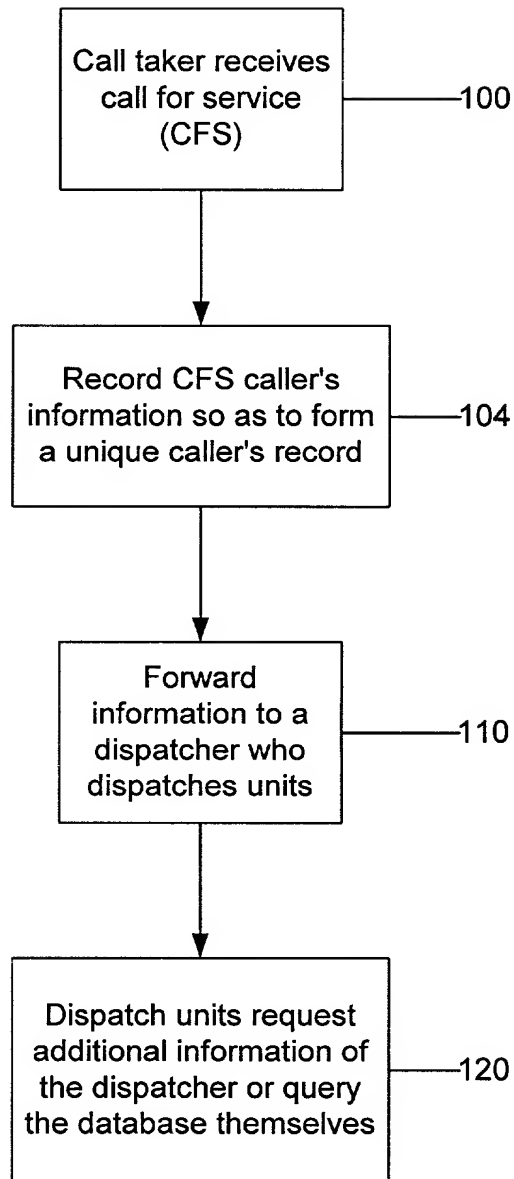 Call taker receives
call for service
(CFS)
100
Record CFS caller's
information so as to form
a unique caller's record
104
Forward
information to a
dispatcher who
dispatches units
110
Dispatch units request
additional information of
the dispatcher or query
the database themselves
120